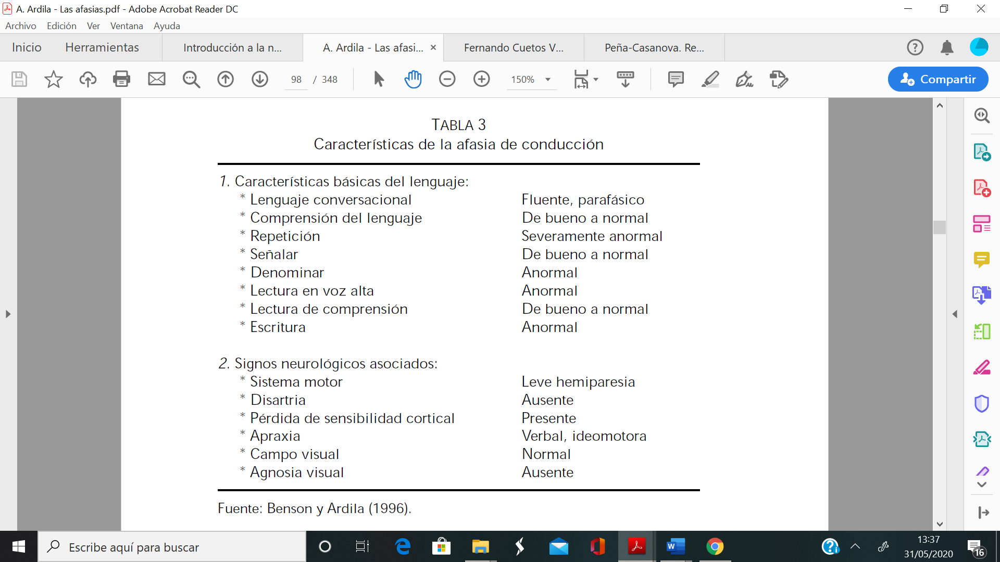 A. Ardila - Las afasias.pdf - Adobe Acrobat Reader DC
Archivo Edición Ver Ventana Ayuda
Inicio Herramientas Introducción a la n... A. Ardila - Las afasi... Fernando Cuetos V... Peña-Casanova. Re...
98 / 348 150% Compartir
TABLA 3
Características de la afasia de conducción
1. Características básicas del lenguaje:
* Lenguaje conversacional Fluente, parafásico
* Comprensión del lenguaje De bueno a normal
* Repetición Severamente anormal
* Señalar De bueno a normal
* Denominar Anormal
* Lectura en voz alta Anormal
* Lectura de comprensión De bueno a normal
* Escritura Anormal
2. Signos neurológicos asociados:
* Sistema motor Leve hemiparesia
* Disartria Ausente
* Pérdida de sensibilidad cortical Presente
* Apraxia Verbal, ideomotora
* Campo visual Normal
* Agnosia visual Ausente
Fuente: Benson y Ardila (1996).
Escribe aquí para buscar
13:37
31/05/2020
16